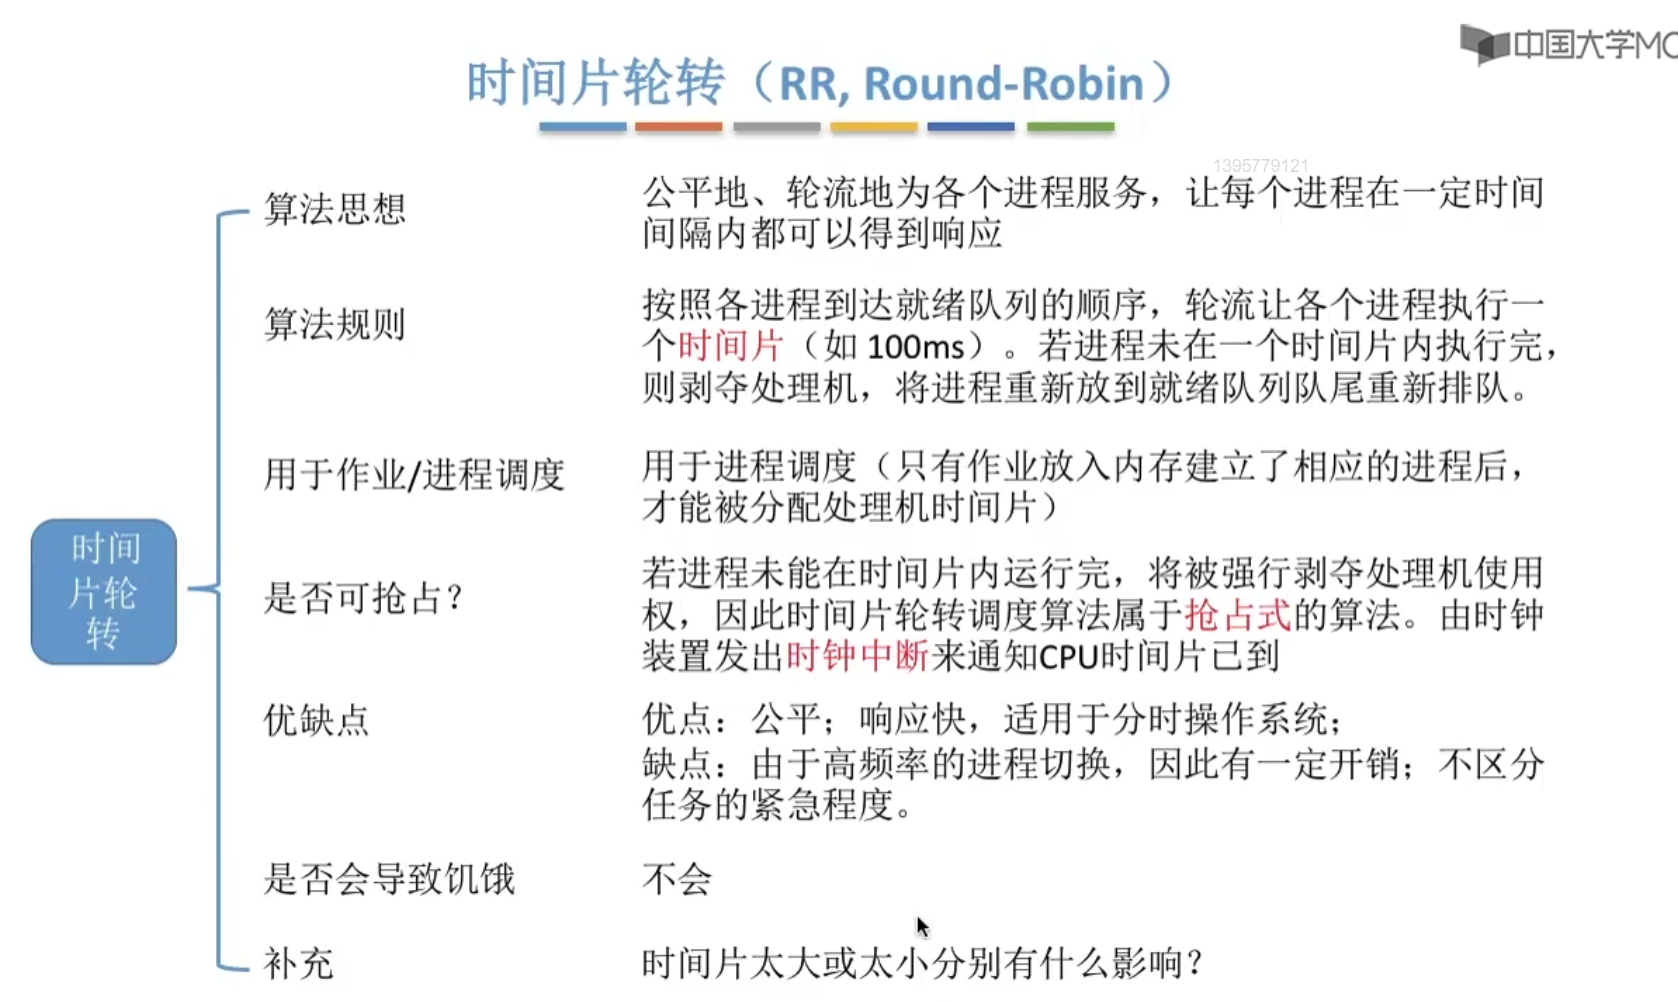 中国大学MO
时间片轮转（RR, Round-Robin）
1395779121
算法思想
公平地、轮流地为各个进程服务，让每个进程在一定时间
间隔内都可以得到响应
算法规则
按照各进程到达就绪队列的顺序，轮流让各个进程执行一
个时间片（如 100ms）。若进程未在一个时间片内执行完，
则剥夺处理机，将进程重新放到就绪队列队尾重新排队。
用于作业/进程调度
用于进程调度（只有作业放入内存建立了相应的进程后，
才能被分配处理机时间片）
时间
片轮
转
是否可抢占？
若进程未能在时间片内运行完，将被强行剥夺处理机使用
权，因此时间片轮转调度算法属于抢占式的算法。由时钟
装置发出时钟中断来通知CPU时间片已到
优缺点
优点：公平；响应快，适用于分时操作系统；
缺点：由于高频率的进程切换，因此有一定开销；不区分
任务的紧急程度。
是否会导致饥饿
不会
补充
时间片太大或太小分别有什么影响？